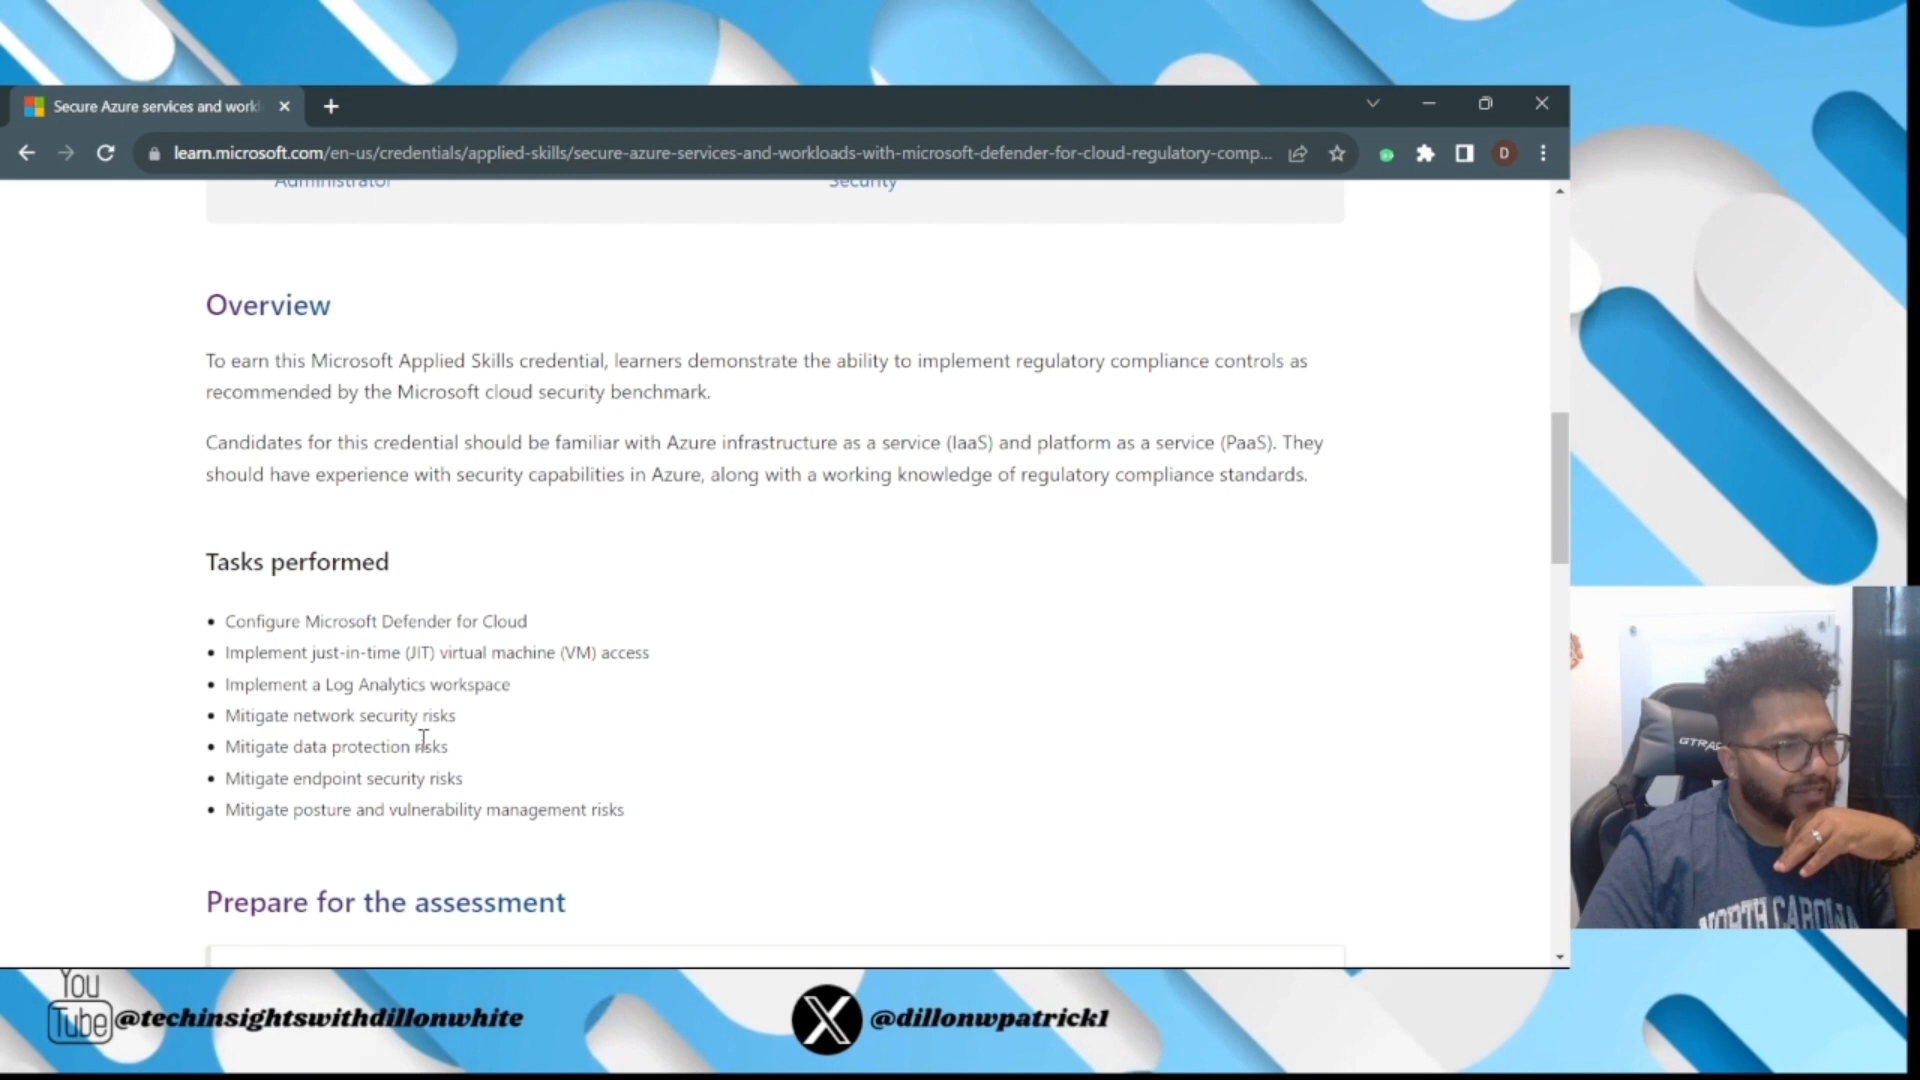 Secure Azure services and work
learn.microsoft.com/en-us/credentials/applied-skills/secure-azure-services-and-workloads-with-microsoft-defender-for-cloud-regulatory-comp...
D
Administrator
Security
Overview
To earn this Microsoft Applied Skills credential, learners demonstrate the ability to implement regulatory compliance controls as
recommended by the Microsoft cloud security benchmark.
Candidates for this credential should be familiar with Azure infrastructure as a service (IaaS) and platform as a service (PaaS). They
should have experience with security capabilities in Azure, along with a working knowledge of regulatory compliance standards.
Tasks performed
• Configure Microsoft Defender for Cloud
• Implement just-in-time (JIT) virtual machine (VM) access
• Implement a Log Analytics workspace
• Mitigate network security risks
• Mitigate data protection risks
• Mitigate endpoint security risks
• Mitigate posture and vulnerability management risks
Prepare for the assessment
GTRA
NORTH CAROLINA
You
Tube @techinsightswithdillonwhite
X @dillonwpatrick1